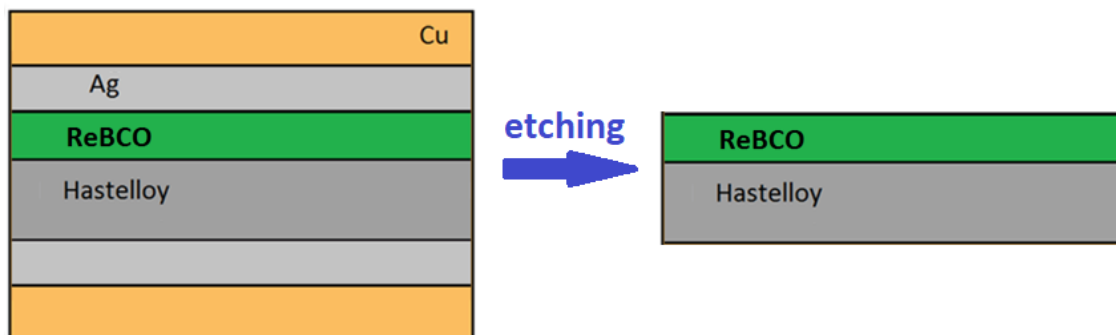 Cu
Ag
ReBCO
Hastelloy
etching
ReBCO
Hastelloy